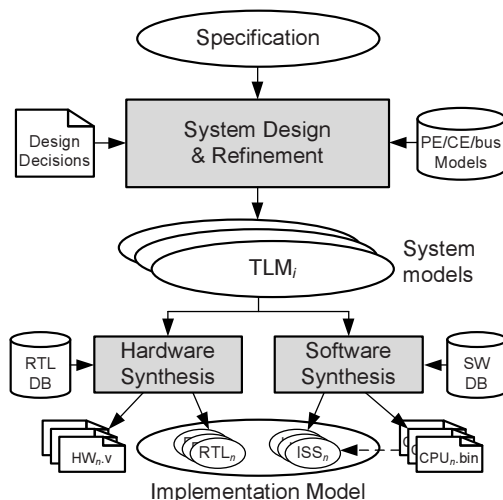 Specification
Design
Decisions
System Design
& Refinement
PE/CE/bus
Models
TLMi
System
models
RTL
DB
Hardware
Synthesis
Software
Synthesis
SW
DB
HWn.v
RTLn
ISSn
CPUn.bin
Implementation Model